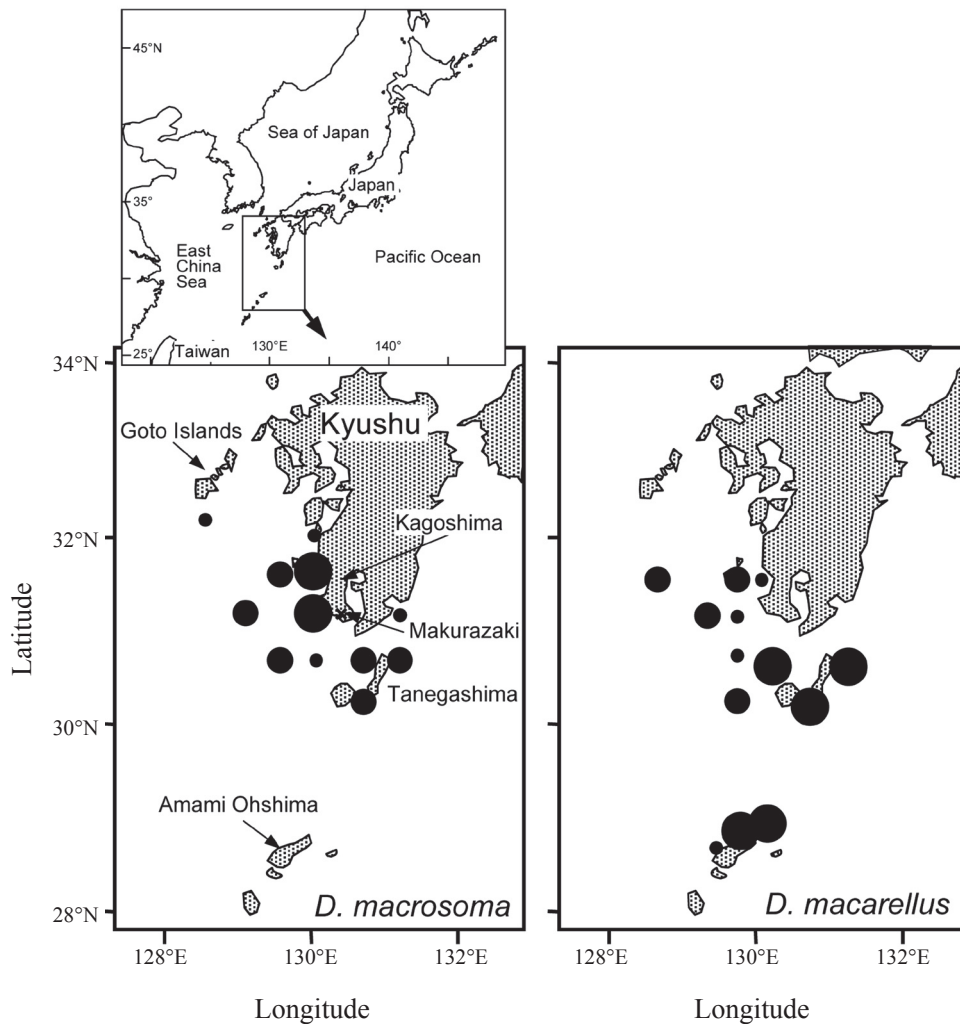 45°N
Sea of Japan
Japan
35°
East
China
Sea
Pacific Ocean
25°
Taiwan
130°E
140°
34°N
32°N
30°N
28°N
Latitude
Goto Islands
Kyushu
Kagoshima
Makurazaki
Tanegashima
Amami Ohshima
D. macrosoma
128°E
130°E
132°E
Longitude
D. macarellus
128°E
130°E
132°E
Longitude